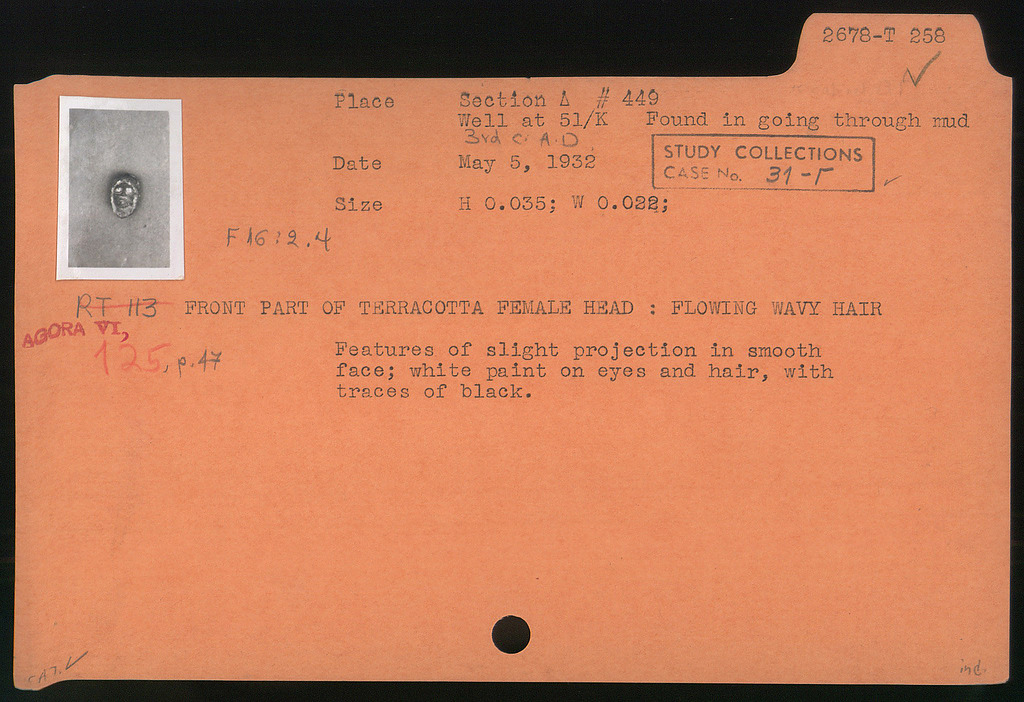 2678-T 258
Place Section Δ # 449
Well at 51/K Found in going through mud
3rd c. A.D.
Date May 5, 1932
STUDY COLLECTIONS
CASE No. 31-Γ
Size H 0.035; W 0.022;
F 16:2.4
RT 113 FRONT PART OF TERRACOTTA FEMALE HEAD : FLOWING WAVY HAIR
AGORA VI,
125, p.47
Features of slight projection in smooth
face; white paint on eyes and hair, with
traces of black.
CAT.